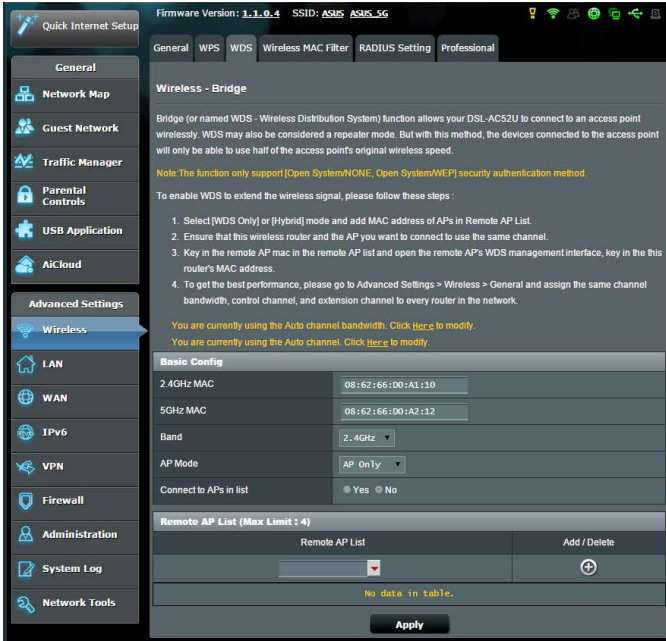 Quick Internet Setup
General
Network Map
Guest Network
Traffic Manager
Parental
Controls
USB Application
AiCloud
Advanced Settings
Wireless
LAN
WAN
IPv6
VPN
Firewall
Administration
System Log
Network Tools
Firmware Version: 1.1.0.4 SSID: ASUS ASUS_5G
General WPS WDS Wireless MAC Filter RADIUS Setting Professional
Wireless - Bridge
Bridge (or named WDS - Wireless Distribution System) function allows your DSL-AC52U to connect to an access point
wirelessly. WDS may also be considered a repeater mode. But with this method, the devices connected to the access point
will only be able to use half of the access point's original wireless speed.
Note:The function only support [Open System/NONE, Open System/WEP] security authentication method.
To enable WDS to extend the wireless signal, please follow these steps :
1. Select [WDS Only] or [Hybrid] mode and add MAC address of APs in Remote AP List.
2. Ensure that this wireless router and the AP you want to connect to use the same channel.
3. Key in the remote AP mac in the remote AP list and open the remote AP's WDS management interface, key in the this
router's MAC address.
4. To get the best performance, please go to Advanced Settings > Wireless > General and assign the same channel
bandwidth, control channel, and extension channel to every router in the network.
You are currently using the Auto channel bandwidth. Click Here to modify.
You are currently using the Auto channel. Click Here to modify.
Basic Config
2.4GHz MAC 08:62:66:D0:A1:10
5GHz MAC 08:62:66:D0:A2:12
Band 2.4GHz
AP Mode AP Only
Connect to APs in list Yes No
Remote AP List (Max Limit : 4)
Remote AP List Add / Delete
No data in table.
Apply